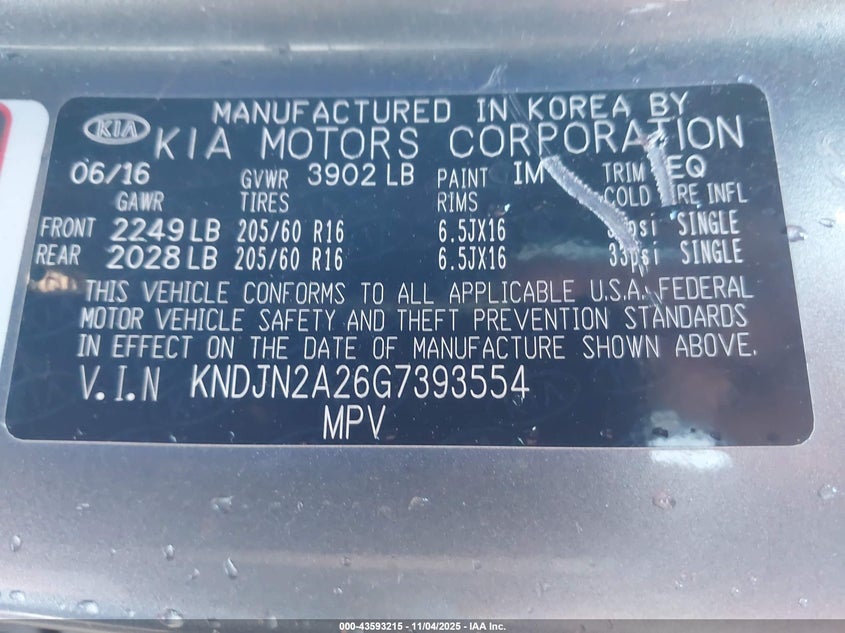 MANUFACTURED IN KOREA BY
KIA KIA MOTORS CORPORATION
06/16 GVWR 3902 LB PAINT IM TRIM EQ
GAWR TIRES RIMS COLD INFL
FRONT 2249 LB 205/60 R16 6.5JX16 psi SINGLE
REAR 2028 LB 205/60 R16 6.5JX16 33psi SINGLE
THIS VEHICLE CONFORMS TO ALL APPLICABLE U.S.A. FEDERAL
MOTOR VEHICLE SAFETY AND THEFT PREVENTION STANDARDS
IN EFFECT ON THE DATE OF MANUFACTURE SHOWN ABOVE.
V.I.N KNDJN2A26G7393554
MPV
000-43593215 - 11/04/2025 - IAA Inc.